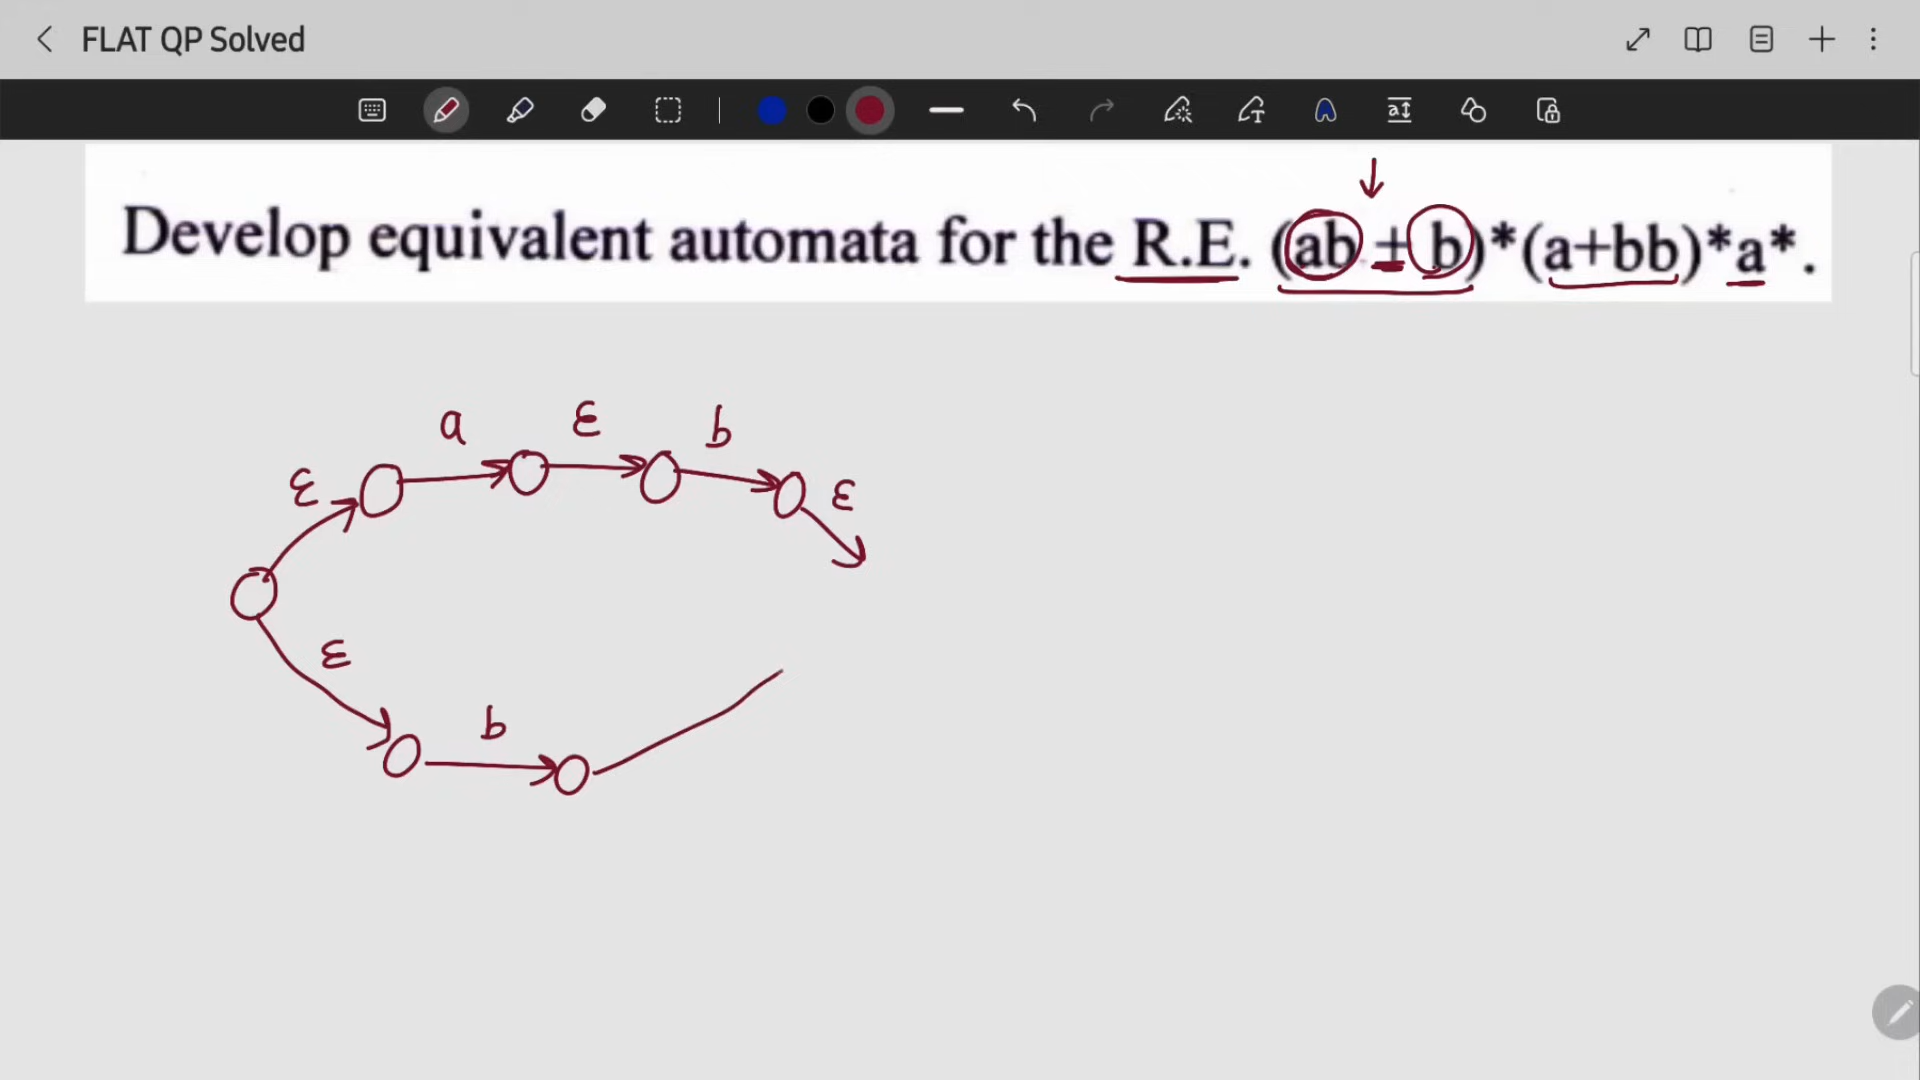 FLAT QP Solved
Develop equivalent automata for the R.E. (ab + b)*(a+bb)*a*.
a ε b
ε ε
ε
b